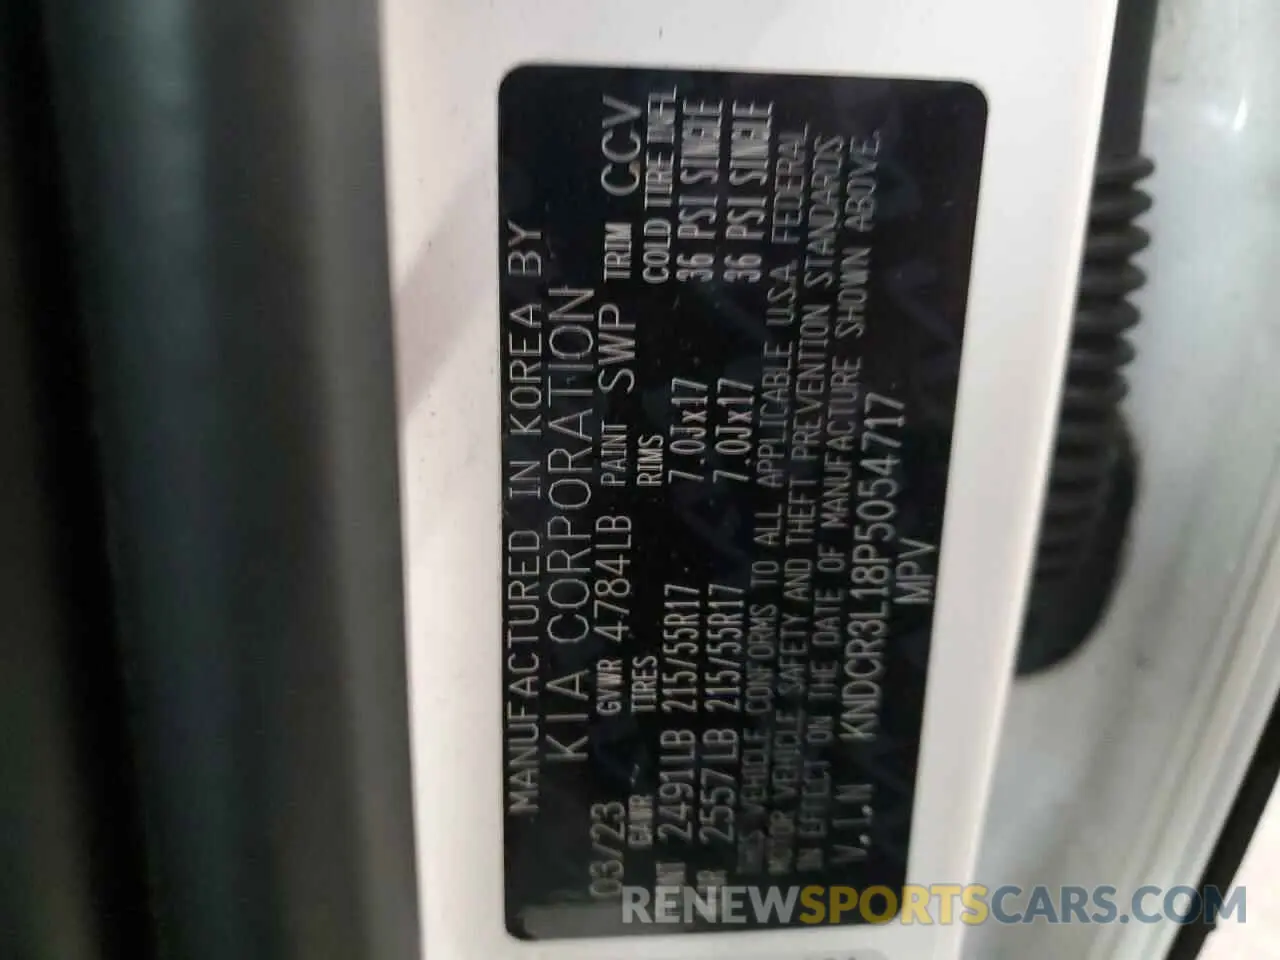 MANUFACTURED IN KOREA BY
KIA CORPORATION
03/23 GVWR 4784LB PAINT SWP TRIM CCV
GAWR TIRES RIMS COLD TIRE INFL
2491LB 215/55R17 7.0Jx17 36 PSI SINGLE
2557LB 215/55R17 7.0Jx17 36 PSI SINGLE
THIS VEHICLE CONFORMS TO ALL APPLICABLE U.S.A FEDERAL
MOTOR VEHICLE SAFETY AND THEFT PREVENTION STANDARDS
IN EFFECT ON THE DATE OF MANUFACTURE SHOWN ABOVE.
V.I.N KNDCR3L18P5054717
MPV
RENEWSPORTSCARS.COM